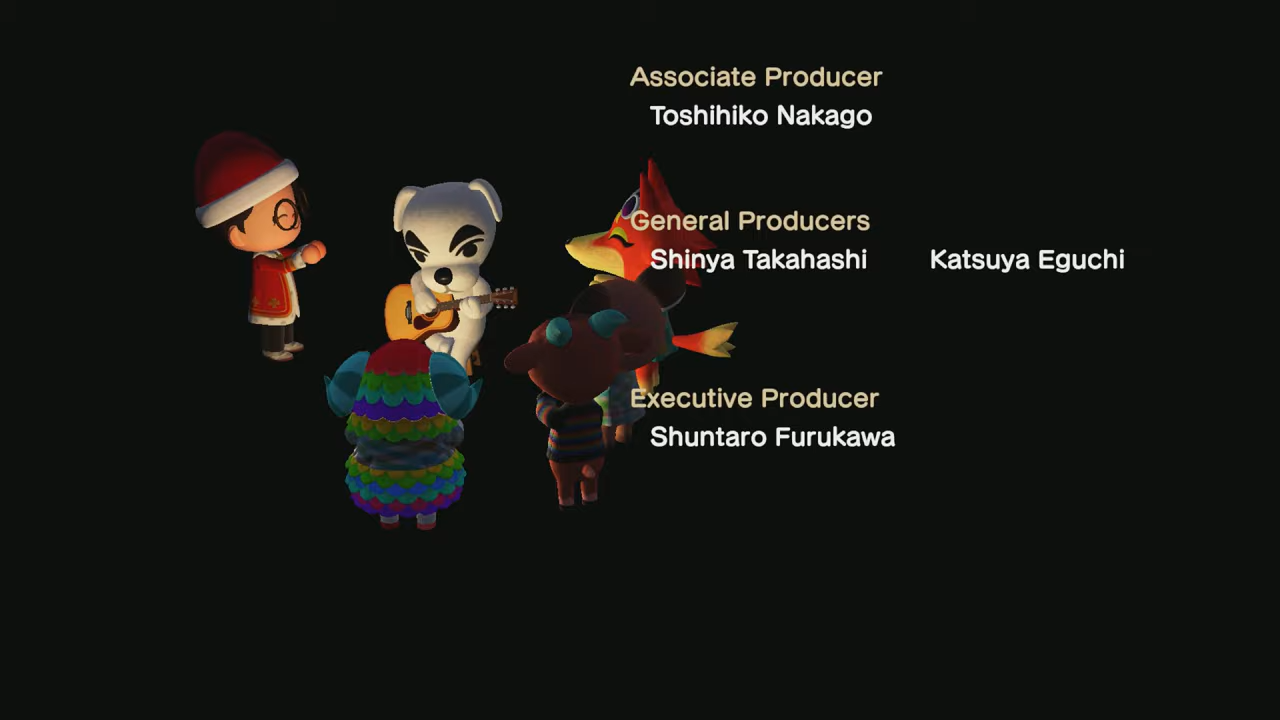 Associate Producer
Toshihiko Nakago
General Producers
Shinya Takahashi Katsuya Eguchi
Executive Producer
Shuntaro Furukawa